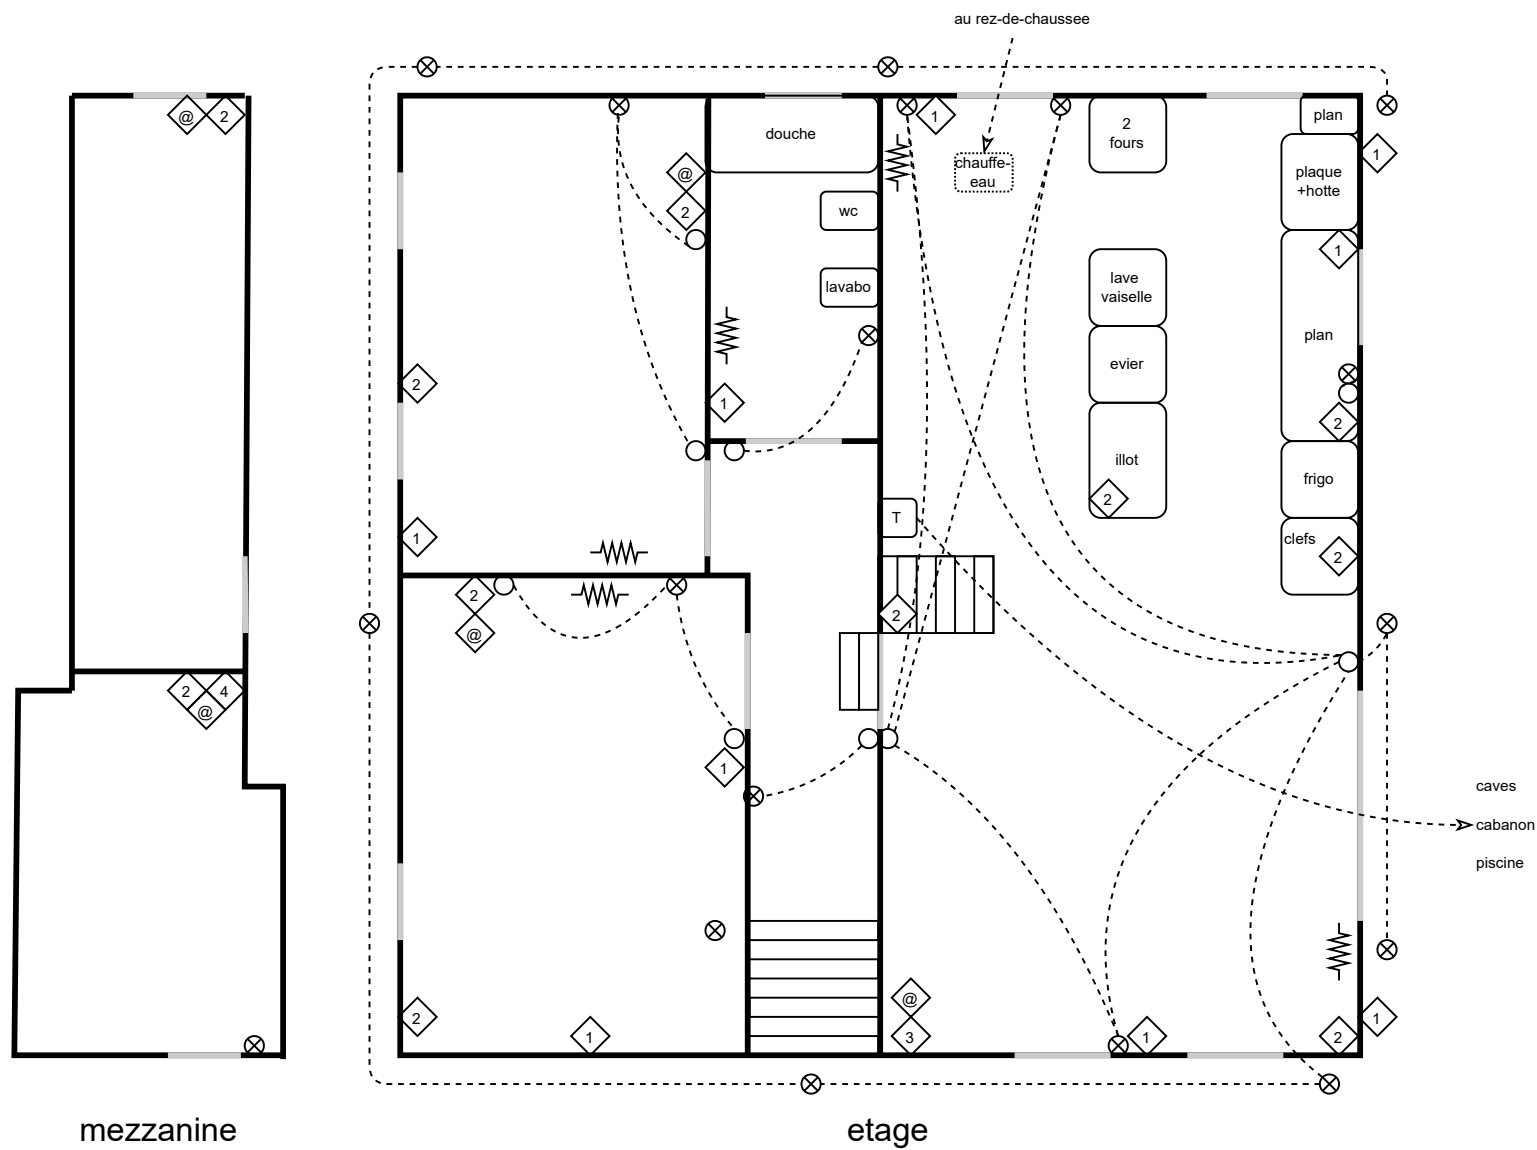 au rez-de-chaussee
@ 2
2 4
@
mezzanine
douche
@
2
wc
lavabo
1
2
1
2
@
1
2
1
1
chauffe-
eau
2
fours
plan
1
plaque
+hotte
1
lave
vaiselle
plan
evier
2
illot
2
frigo
T
clefs
2
2
caves
cabanon
piscine
@
3
1
2
1
etage